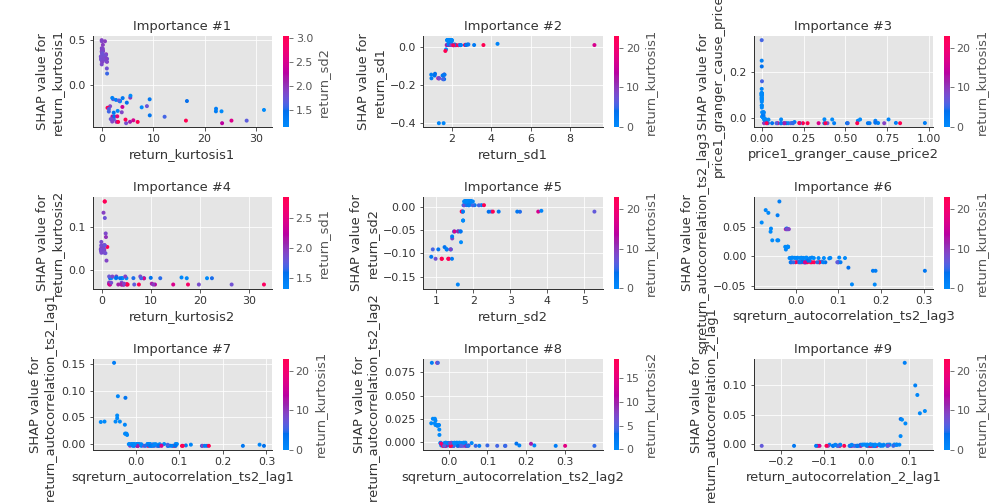 Importance #1
SHAP value for
return_kurtosis1
0.5
0.0
0
10
20
30
return_kurtosis1
3.0
2.5
2.0
1.5
return_sd2
Importance #2
SHAP value for
return_sd1
0.0
−0.2
−0.4
2
4
6
8
return_sd1
20
10
0
return_kurtosis1
Importance #3
SHAP value for
price1_granger_cause_price2
0.2
0.0
0.00
0.25
0.50
0.75
1.00
price1_granger_cause_price2
20
10
0
return_kurtosis1
Importance #4
SHAP value for
return_kurtosis2
0.1
0.0
0
10
20
30
return_kurtosis2
2.5
2.0
1.5
return_sd1
Importance #5
SHAP value for
return_sd2
0.00
−0.05
−0.10
−0.15
1
2
3
4
5
return_sd2
20
10
0
return_kurtosis1
Importance #6
SHAP value for
sqreturn_autocorrelation_ts2_lag3
0.05
0.00
−0.05
0.0
0.1
0.2
0.3
sqreturn_autocorrelation_ts2_lag3
20
10
0
return_kurtosis1
Importance #7
SHAP value for
sqreturn_autocorrelation_ts2_lag1
0.15
0.10
0.05
0.00
0.0
0.1
0.2
0.3
sqreturn_autocorrelation_ts2_lag1
20
10
0
return_kurtosis1
Importance #8
SHAP value for
sqreturn_autocorrelation_ts2_lag2
0.075
0.050
0.025
0.000
0.0
0.1
0.2
0.3
sqreturn_autocorrelation_ts2_lag2
15
10
5
0
return_kurtosis2
Importance #9
SHAP value for
return_autocorrelation_2_lag1
0.10
0.05
0.00
−0.2
−0.1
0.0
0.1
return_autocorrelation_2_lag1
20
10
0
return_kurtosis1